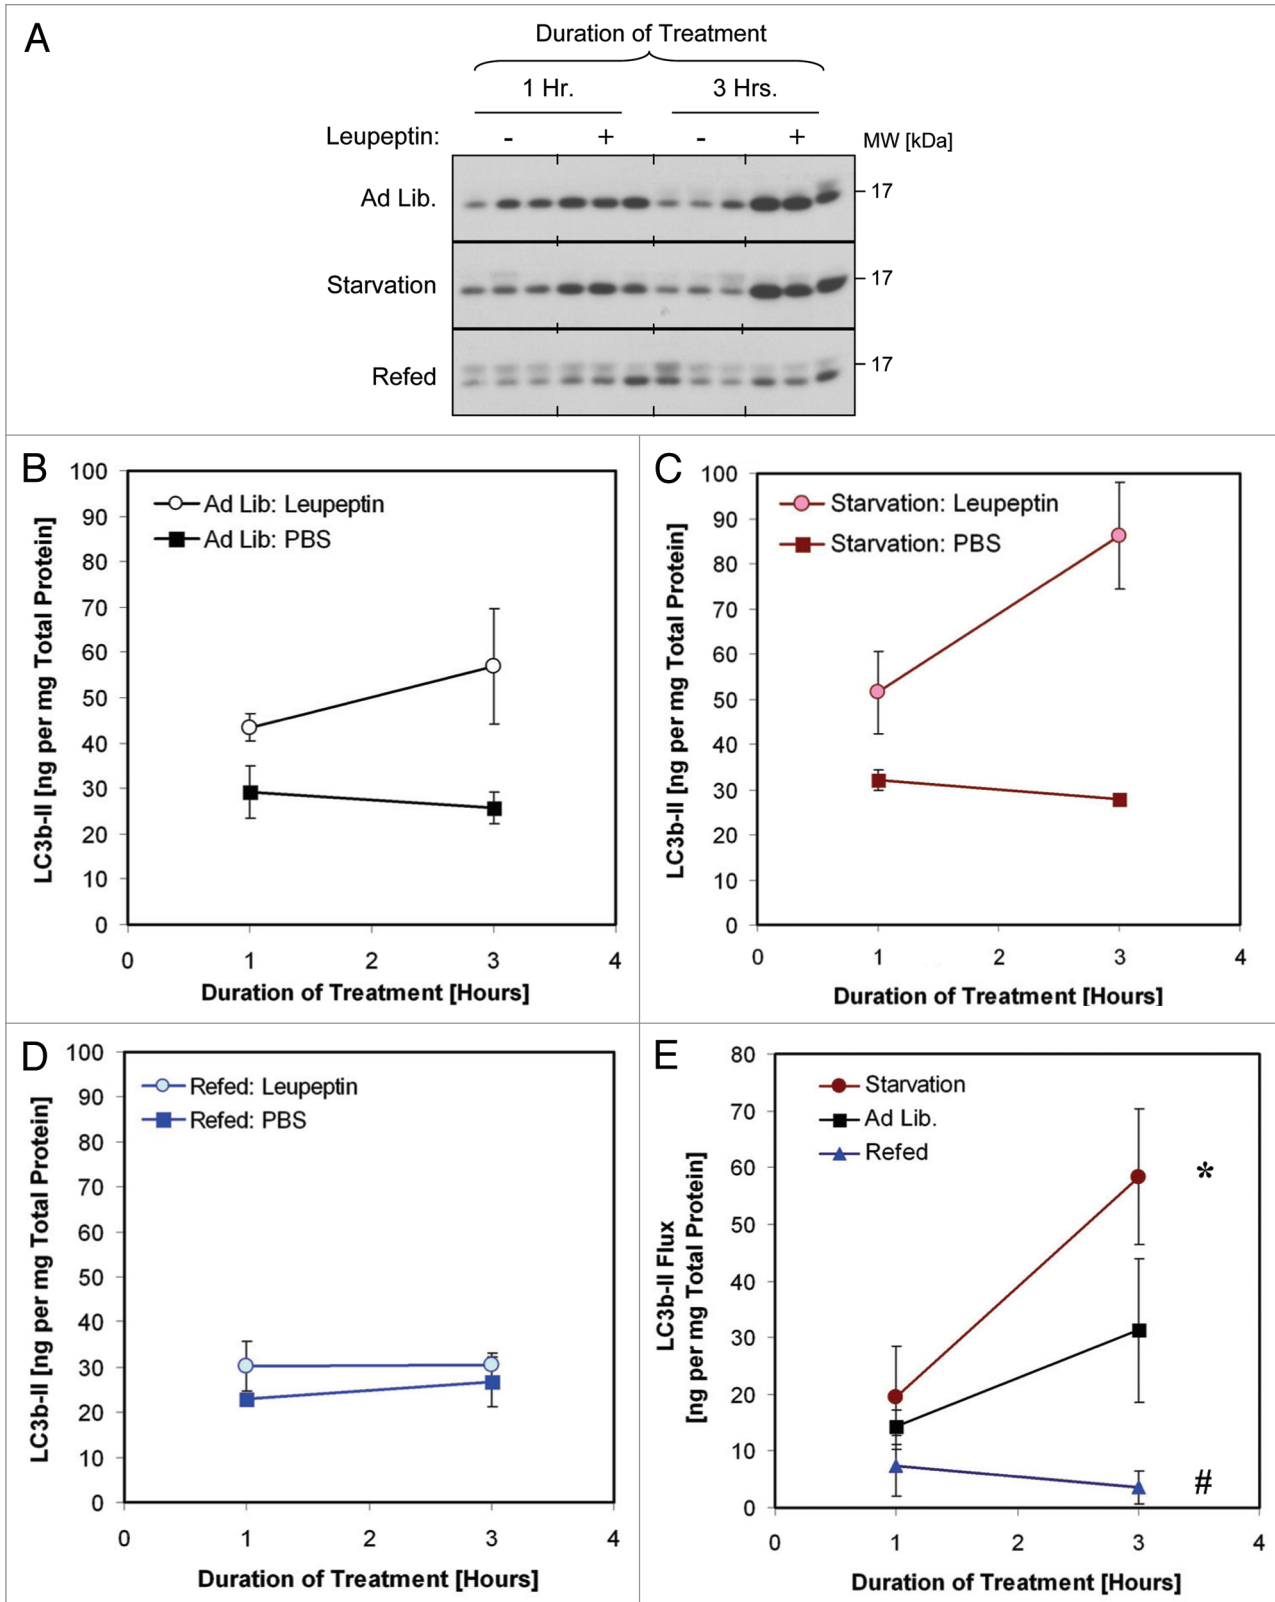 A
Duration of Treatment
1 Hr. 3 Hrs.
Leupeptin: - + - + MW [kDa]
Ad Lib. 17
Starvation 17
Refed 17
B
100
90
80
70
60
50
40
30
20
10
0
0 1 2 3 4
LC3b-II [ng per mg Total Protein]
Duration of Treatment [Hours]
Ad Lib: Leupeptin
Ad Lib: PBS
C
100
90
80
70
60
50
40
30
20
10
0
0 1 2 3 4
LC3b-II [ng per mg Total Protein]
Duration of Treatment [Hours]
Starvation: Leupeptin
Starvation: PBS
D
100
90
80
70
60
50
40
30
20
10
0
0 1 2 3 4
LC3b-II [ng per mg Total Protein]
Duration of Treatment [Hours]
Refed: Leupeptin
Refed: PBS
E
80
70
60
50
40
30
20
10
0
0 1 2 3 4
LC3b-II Flux
[ng per mg Total Protein]
Duration of Treatment [Hours]
Starvation
Ad Lib.
Refed
*
#